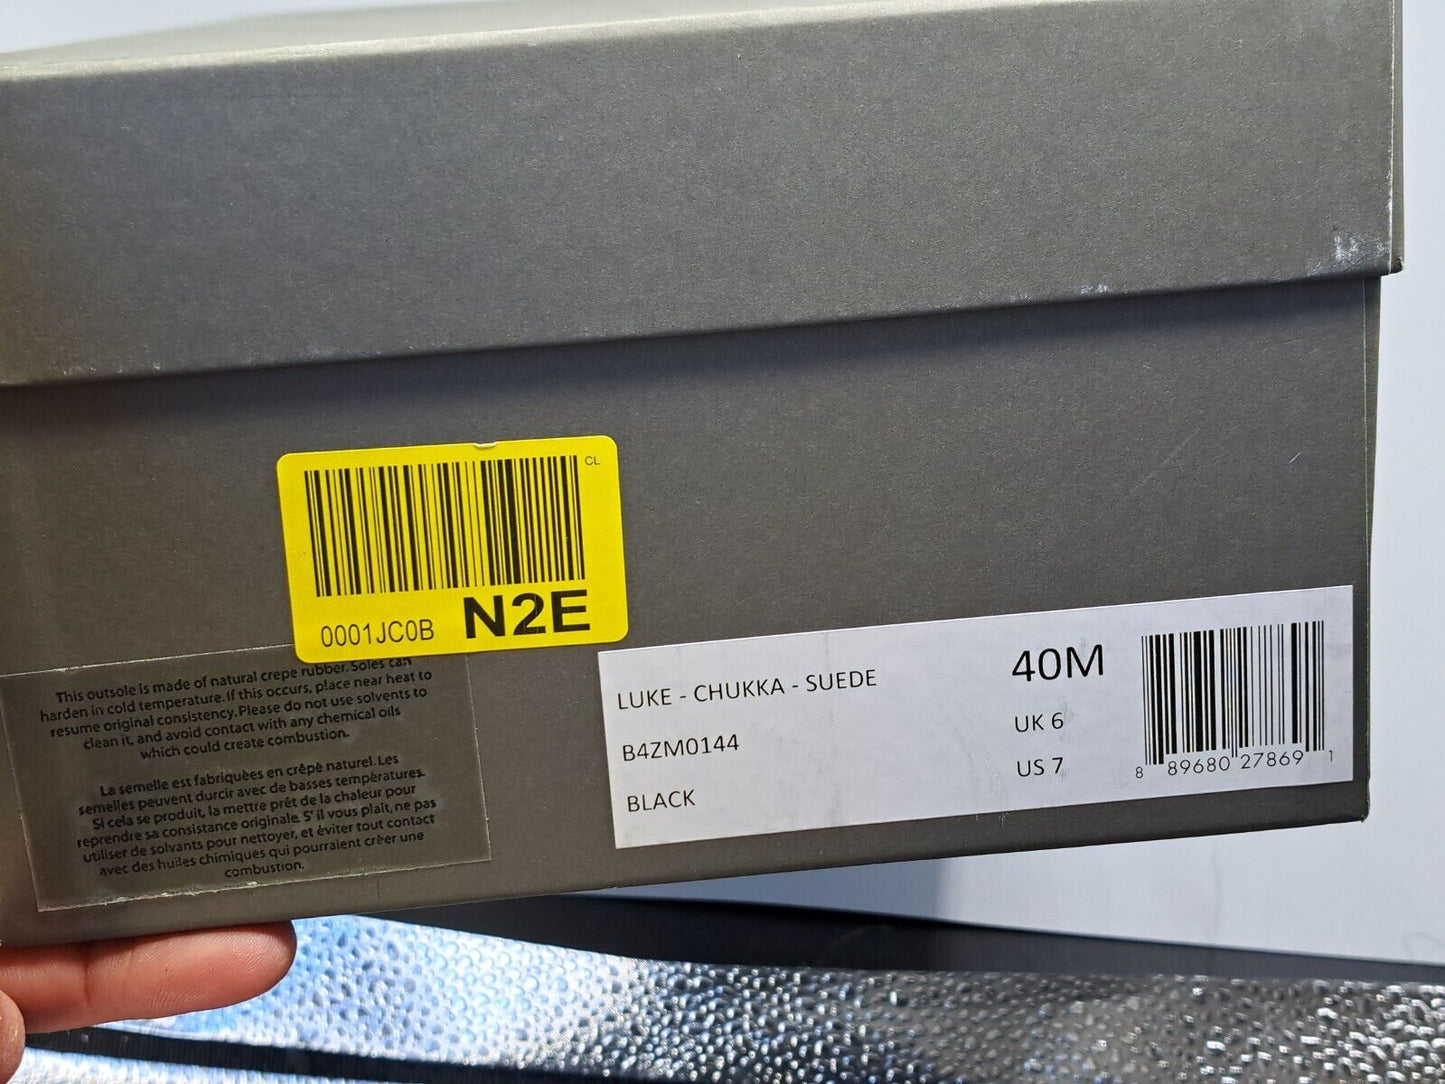 CL
0001JC0B N2E
This outsole is made of natural crepe rubber. Soles can
harden in cold temperature. If this occurs, place near heat to
resume original consistency. Please do not use solvents to
clean it, and avoid contact with any chemical oils
which could create combustion.
La semelle est fabriquées en crêpe naturel. Les
semelles peuvent durcir avec de basses températures.
Si cela se produit, la mettre prêt de la chaleur pour
reprendre sa consistance originale. S' il vous plaît, ne pas
utiliser de solvants pour nettoyer, et éviter tout contact
avec des huiles chimiques qui pourraient créer une
combustion.
LUKE - CHUKKA - SUEDE
B4ZM0144
BLACK
40M
UK 6
US 7
8 89680 27869 1